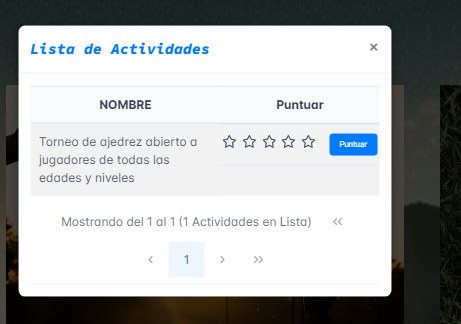 Lista de Actividades
×
NOMBRE Puntuar
Torneo de ajedrez abierto a
jugadores de todas las
edades y niveles
Puntuar
Mostrando del 1 al 1 (1 Actividades en Lista)
1